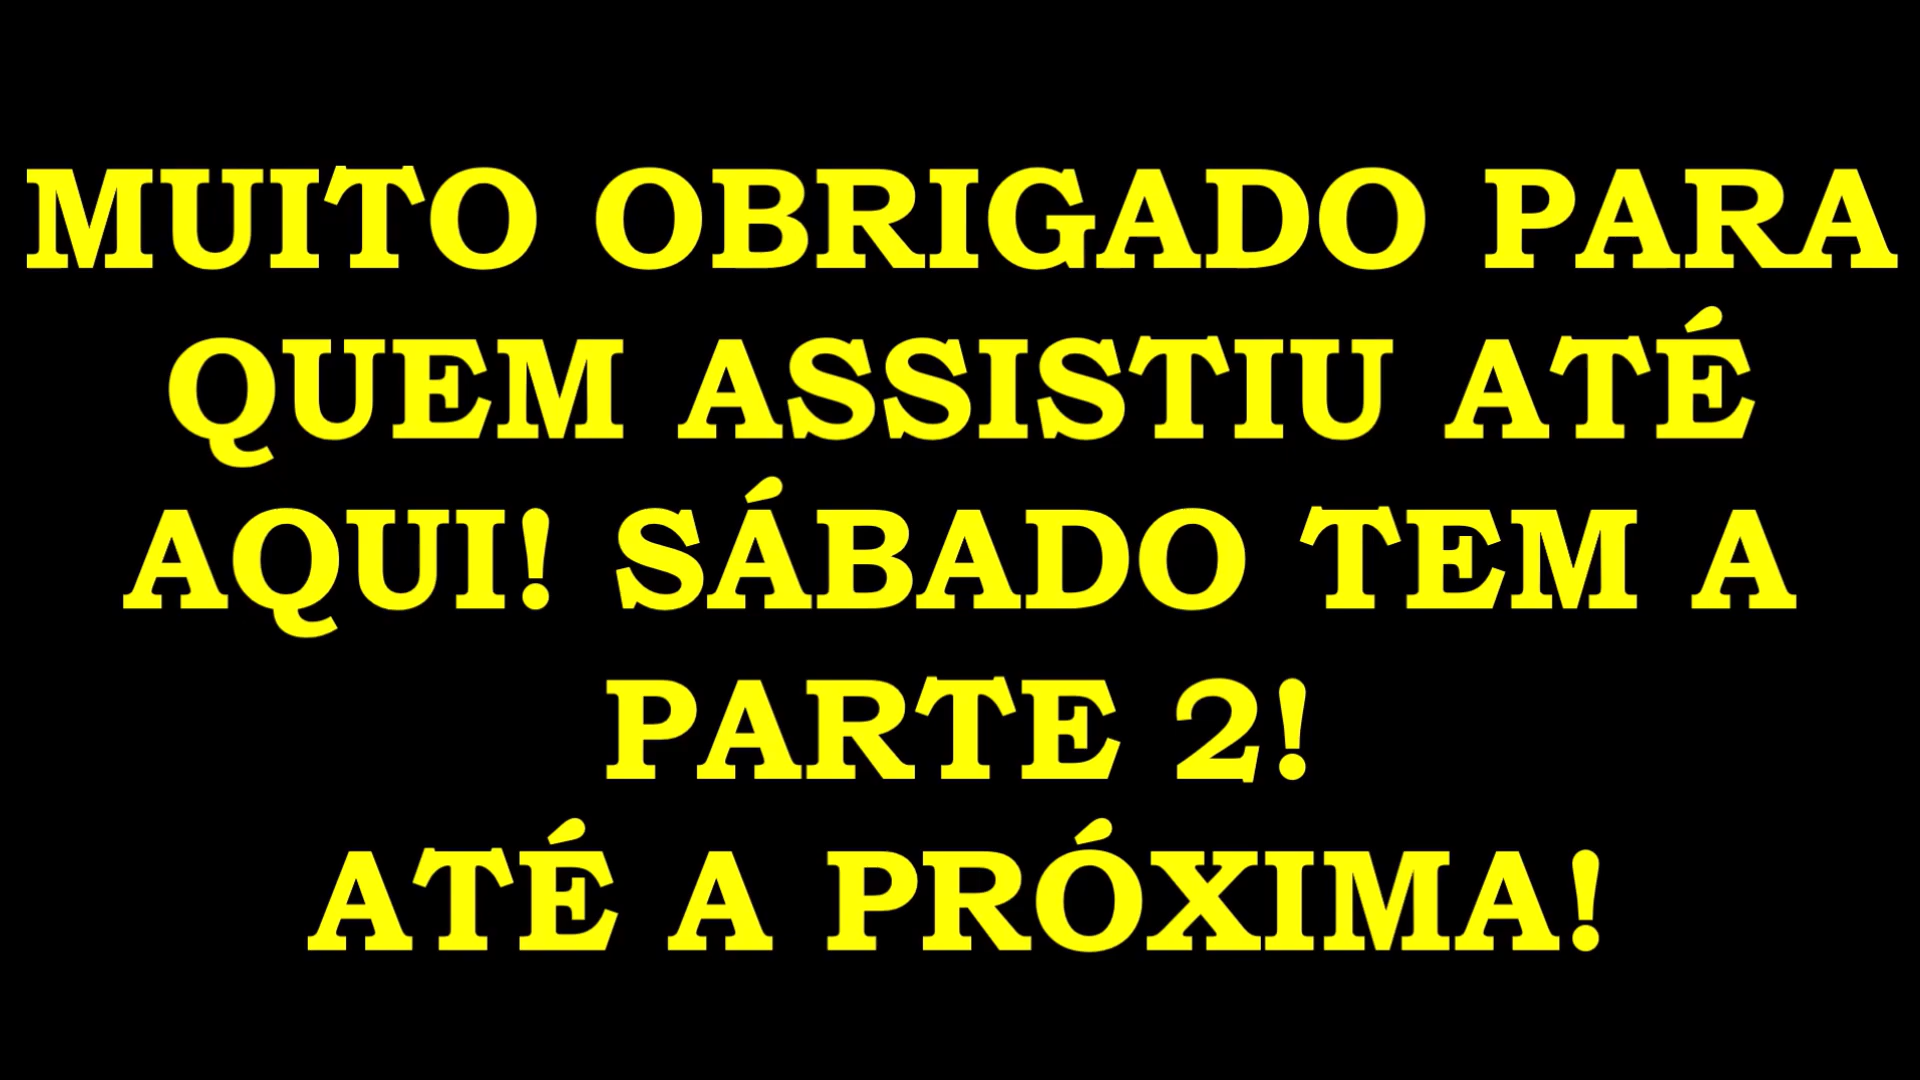 MUITO OBRIGADO PARA
QUEM ASSISTIU ATÉ
AQUI! SÁBADO TEM A
PARTE 2!
ATÉ A PRÓXIMA!